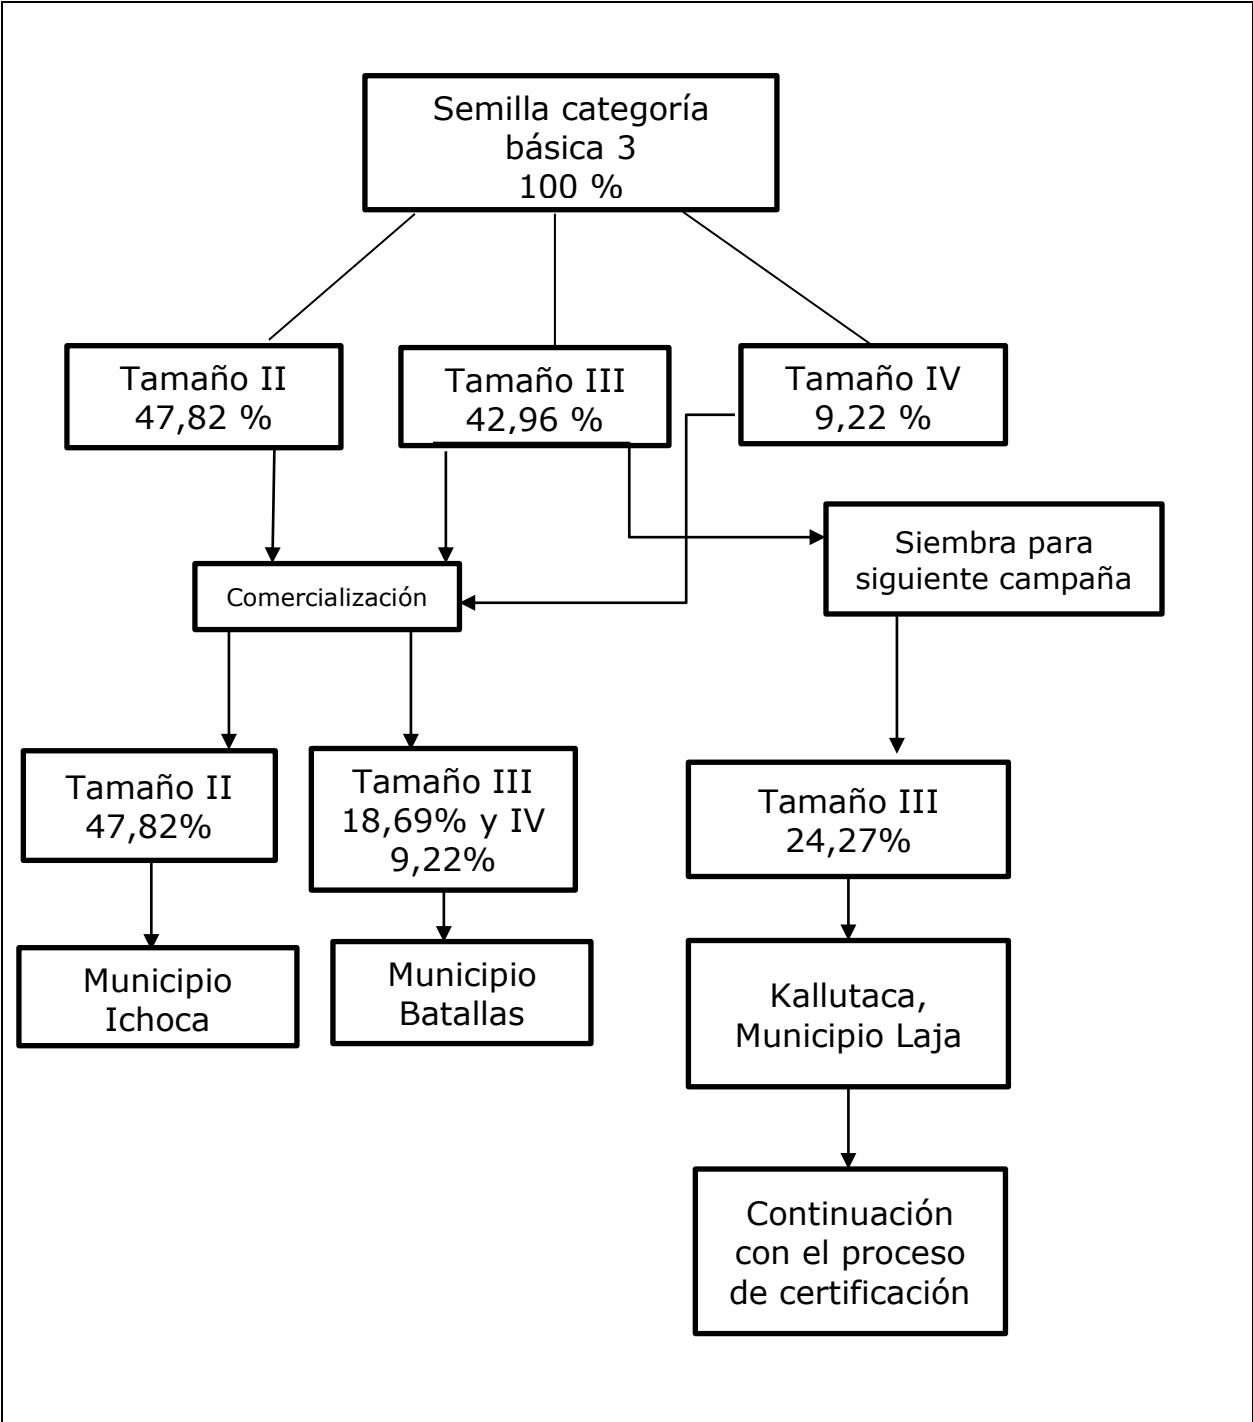 Semilla categoría
básica 3
100 %
Tamaño II
47,82 %
Tamaño III
42,96 %
Tamaño IV
9,22 %
Siembra para
siguiente campaña
Comercialización
Tamaño II
47,82%
Tamaño III
18,69% y IV
9,22%
Tamaño III
24,27%
Municipio
Ichoca
Municipio
Batallas
Kallutaca,
Municipio Laja
Continuación
con el proceso
de certificación